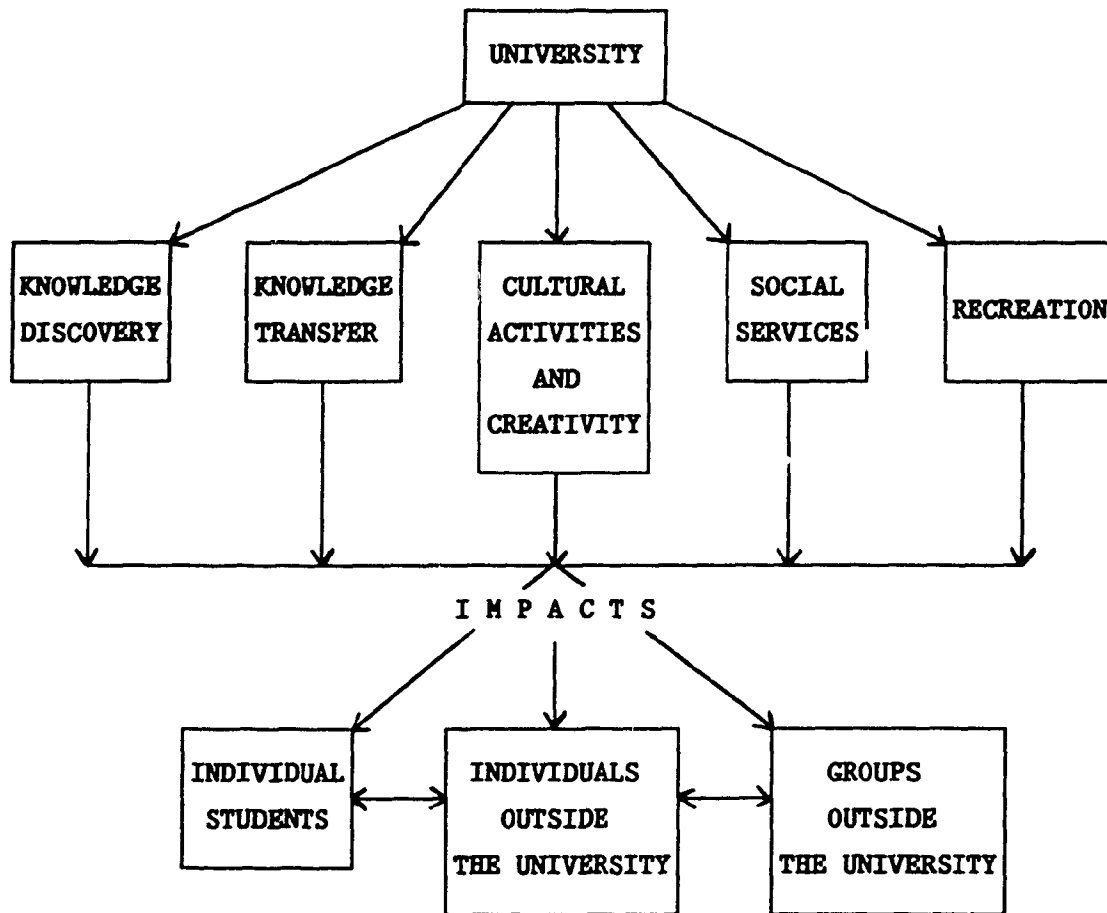 UNIVERSITY
KNOWLEDGE
DISCOVERY
KNOWLEDGE
TRANSFER
CULTURAL
ACTIVITIES
AND
CREATIVITY
SOCIAL
SERVICES
RECREATION
I M P A C T S
INDIVIDUAL
STUDENTS
INDIVIDUALS
OUTSIDE
THE UNIVERSITY
GROUPS
OUTSIDE
THE UNIVERSITY